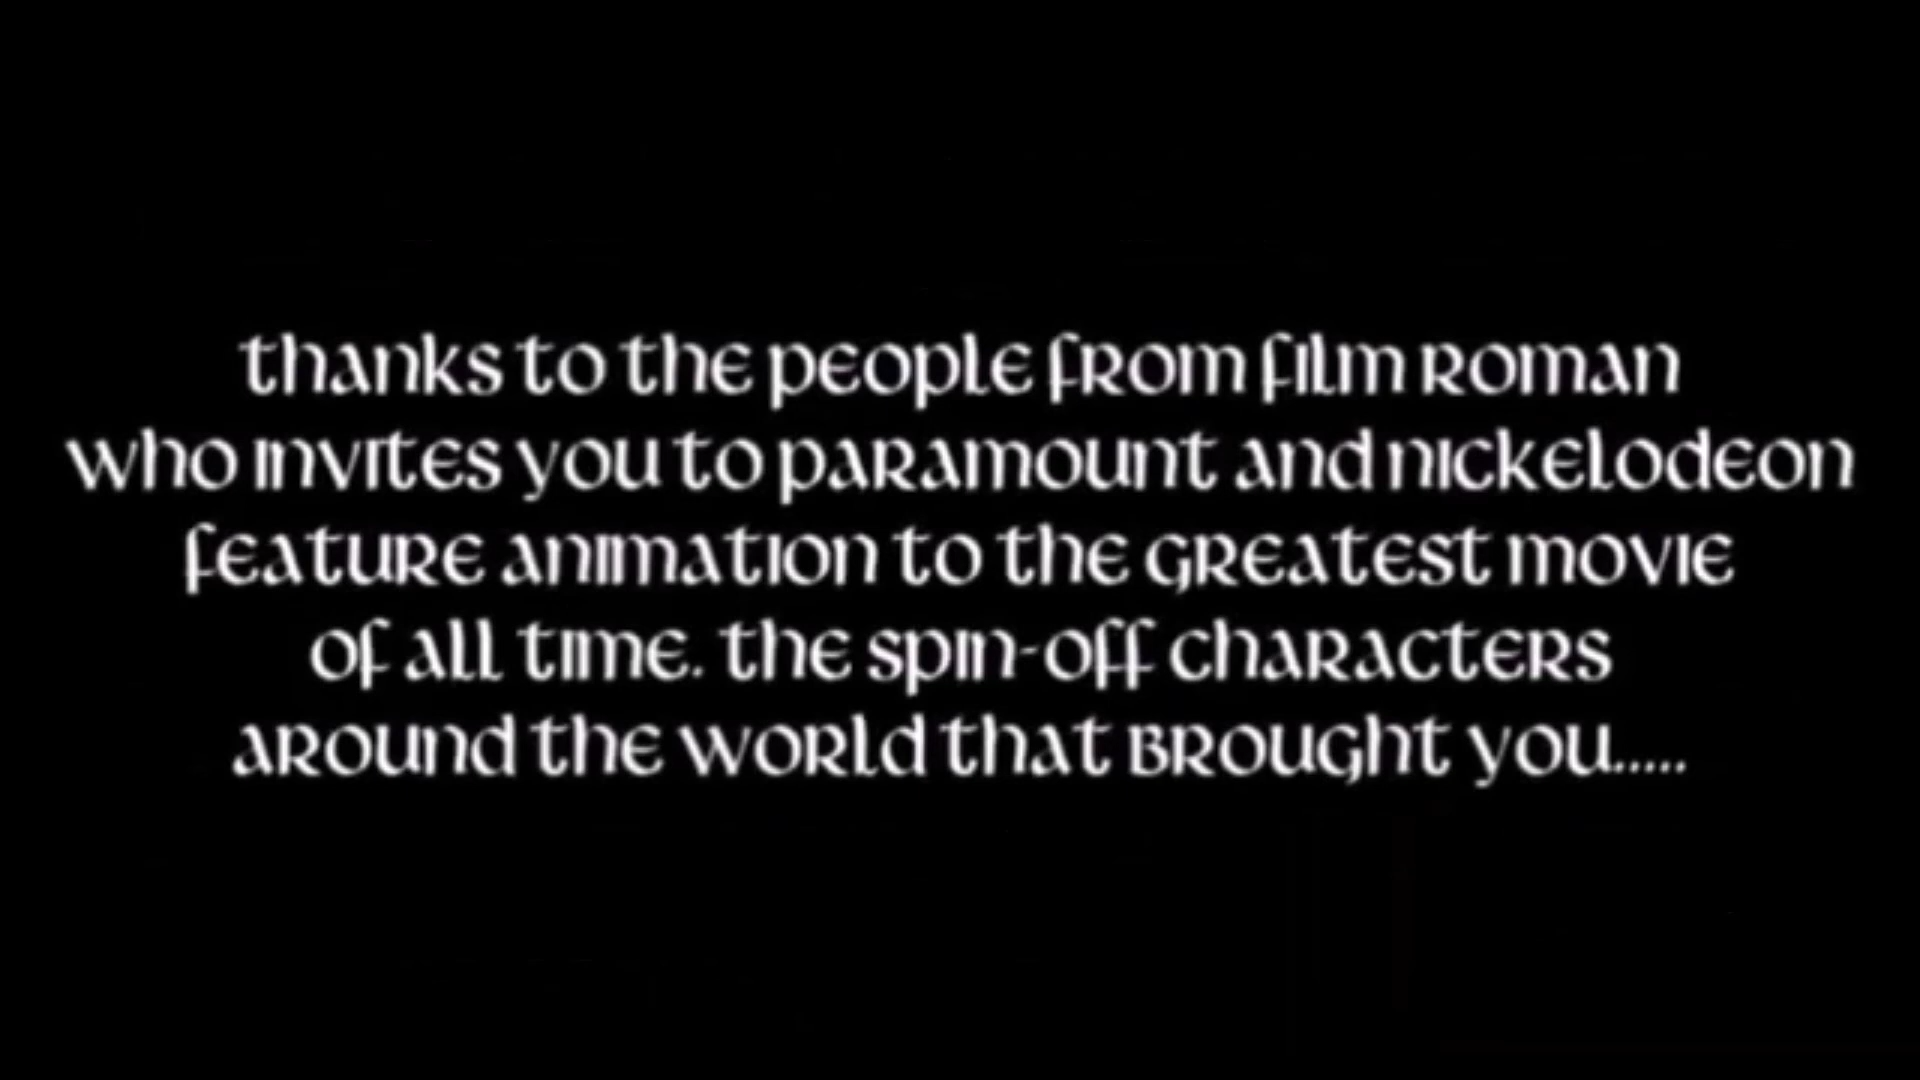 thanks to the people from film roman
who invites you to paramount and nickelodeon
feature animation to the greatest movie
of all time. the spin-off characters
around the world that brought you.....